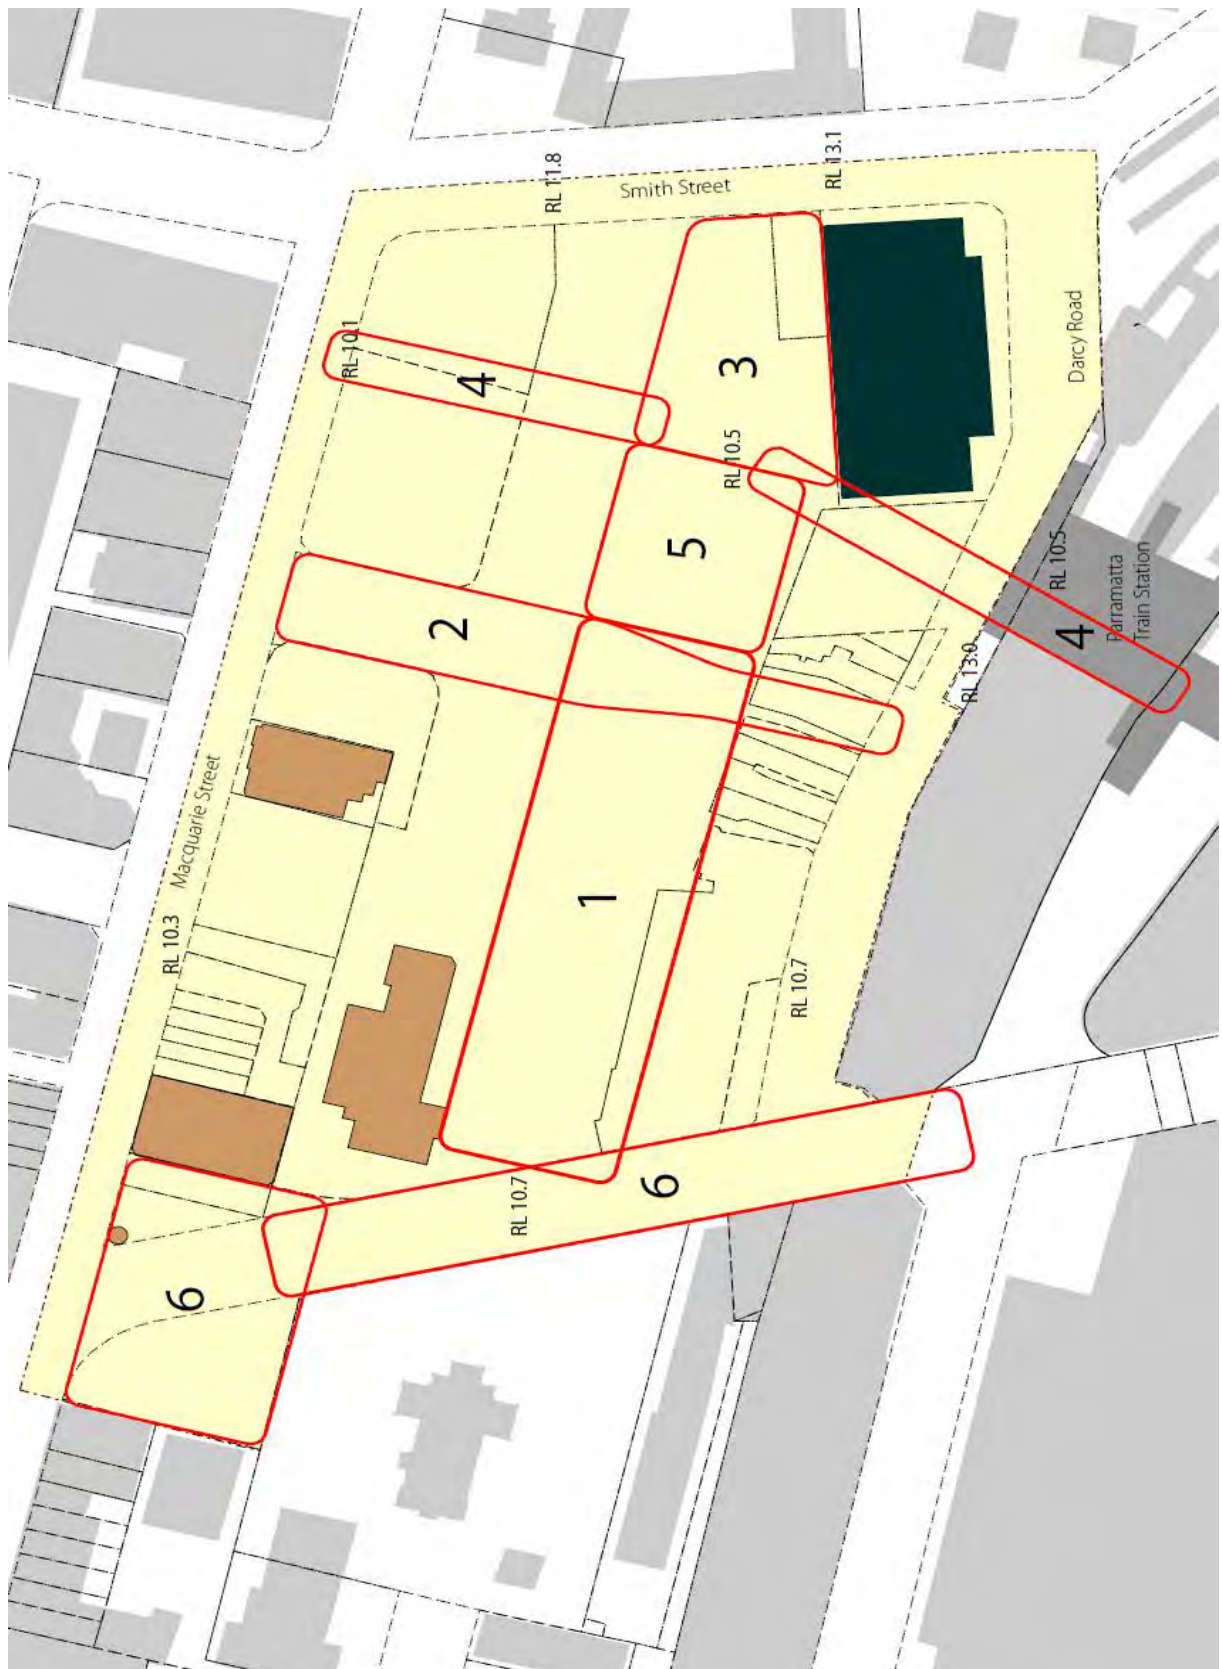 RL 11.8
Smith Street
RL 13.1
RL 10.1
4
3
Darcy Road
RL 10.5
5
RL 10.5
2
4
Parramatta
Train Station
RL 13.0
Macquarie Street
1
RL 10.3
RL 10.7
6
RL 10.7
6